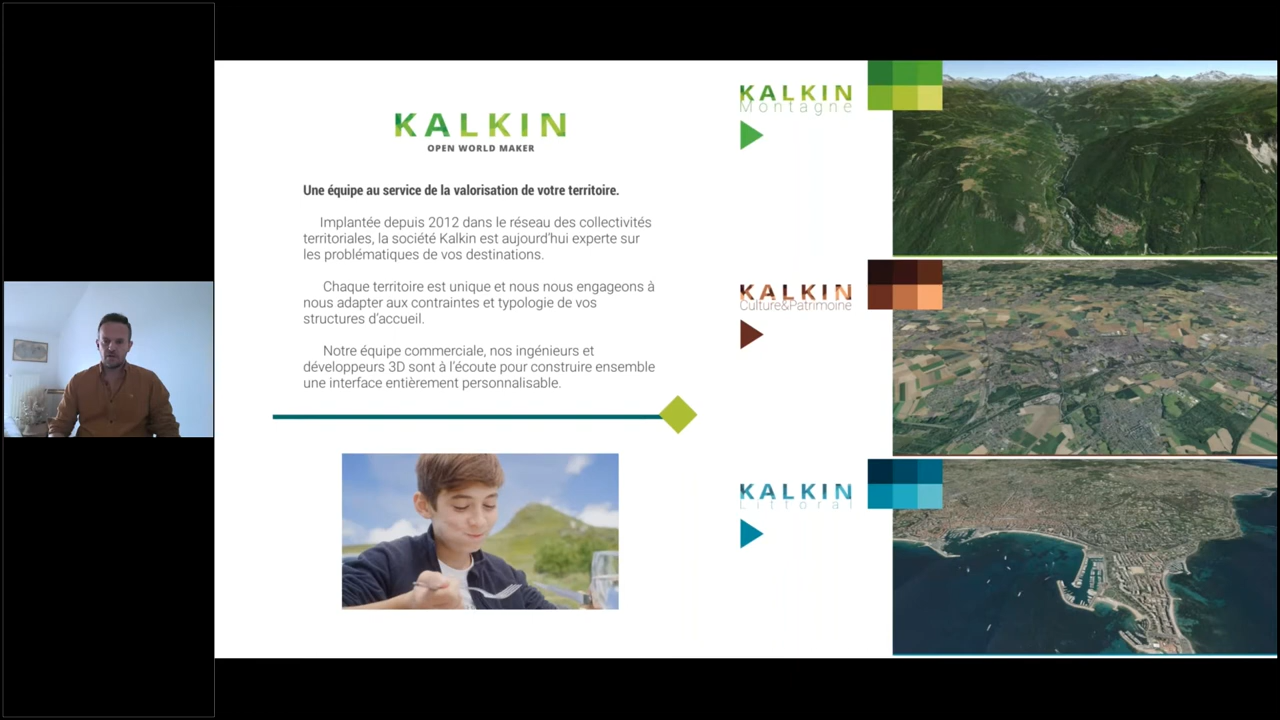 KALKIN
OPEN WORLD MAKER
Une équipe au service de la valorisation de votre territoire.
Implantée depuis 2012 dans le réseau des collectivités
territoriales, la société Kalkin est aujourd'hui experte sur
les problématiques de vos destinations.
Chaque territoire est unique et nous nous engageons à
nous adapter aux contraintes et typologie de vos
structures d'accueil.
Notre équipe commerciale, nos ingénieurs et
développeurs 3D sont à l'écoute pour construire ensemble
une interface entièrement personnalisable.
KALKIN
Montagne
KALKIN
Culture&Patrimoine
KALKIN
Littoral